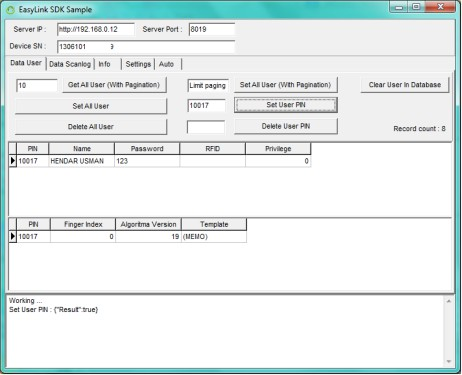 EasyLink SDK Sample
Server IP : http://192.168.0.12 Server Port : 8019
Device SN : 1306101 9
Data User Data Scanlog Info Settings Auto
10 Get All User (With Pagination) Limit paging Set All User (With Pagination) Clear User In Database
Set All User 10017 Set User PIN
Delete All User Delete User PIN Record count : 8
PIN Name Password RFID Privilege
10017 HENDAR USMAN 123 0
PIN Finger Index Algoritma Version Template
10017 0 19 (MEMO)
Working ...
Set User PIN : {"Result":true}